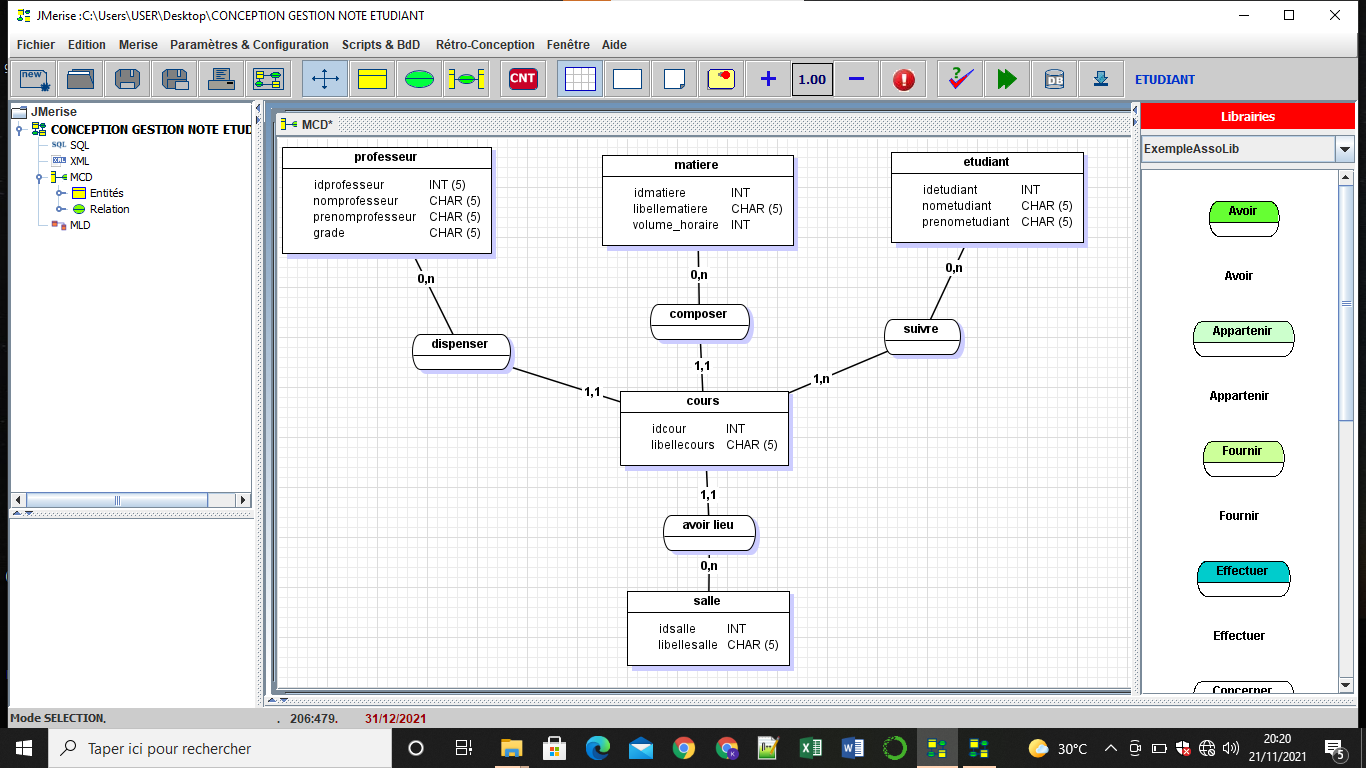 JMerise :C:\Users\USER\Desktop\CONCEPTION GESTION NOTE ETUDIANT
Fichier Edition Merise Paramètres & Configuration Scripts & BdD Rétro-Conception Fenêtre Aide
new CNT 1.00 DB ETUDIANT
JMerise
CONCEPTION GESTION NOTE ETUD
SQL SQL
XML
MCD
Entités
Relation
MLD
MCD*
professeur
idprofesseur INT (5)
nomprofesseur CHAR (5)
prenomprofesseur CHAR (5)
grade CHAR (5)
matiere
idmatiere INT
libellematiere CHAR (5)
volume_horaire INT
etudiant
idetudiant INT
nometudiant CHAR (5)
prenometudiant CHAR (5)
0,n
0,n
0,n
dispenser
composer
suivre
1,1
1,1
1,n
cours
idcour INT
libellecours CHAR (5)
1,1
avoir lieu
0,n
salle
idsalle INT
libellesalle CHAR (5)
Librairies
ExempleAssoLib
Avoir
Avoir
Appartenir
Appartenir
Fournir
Fournir
Effectuer
Effectuer
Concerner
Mode SELECTION. . 206:479. 31/12/2021
Taper ici pour rechercher
30°C
20:20
21/11/2021
5